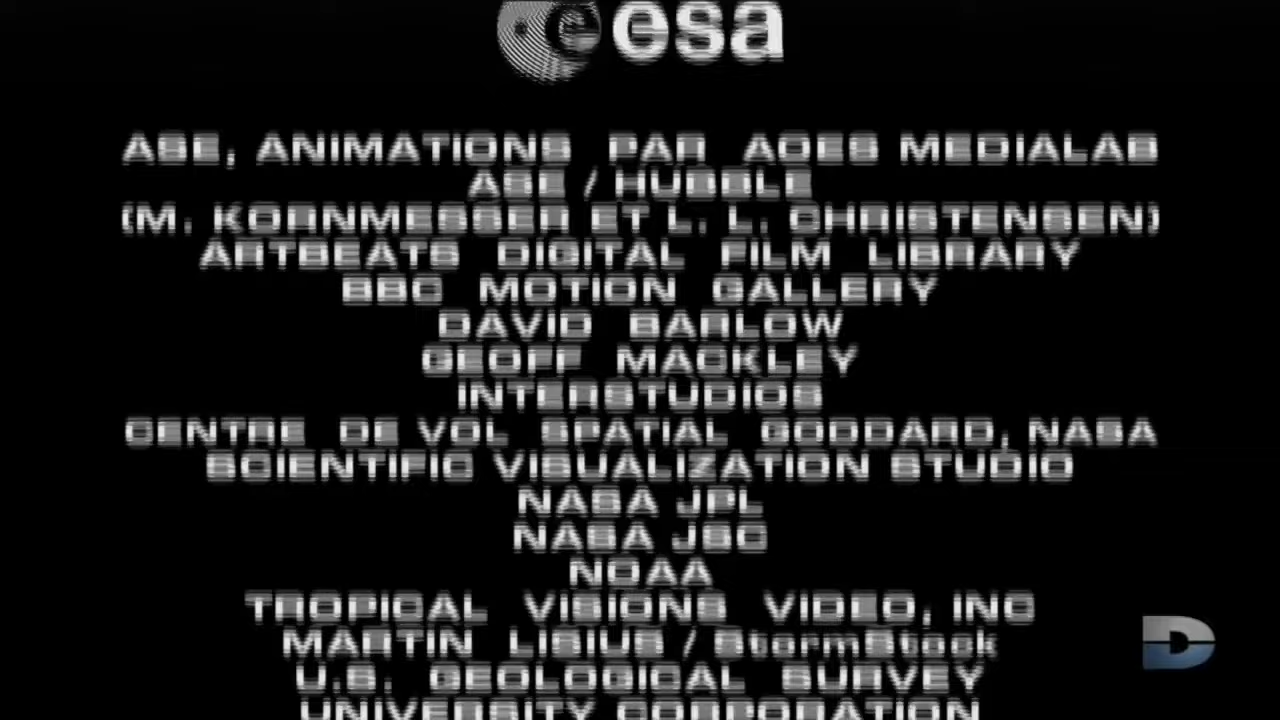 esa
ASE, ANIMATIONS PAR AOES MEDIALAB
ASE / HUBBLE
(M. KORNMESSER ET L. L. CHRISTENSEN)
ARTBEATS DIGITAL FILM LIBRARY
BBC MOTION GALLERY
DAVID BARLOW
GEOFF MACKLEY
INTERSTUDIOS
CENTRE DE VOL SPATIAL GODDARD, NASA
SCIENTIFIC VISUALIZATION STUDIO
NASA JPL
NASA JSC
NOAA
TROPICAL VISIONS VIDEO, INC
MARTIN LISIUS / StormStock
U.S. GEOLOGICAL SURVEY
UNIVERSITY CORPORATION
D